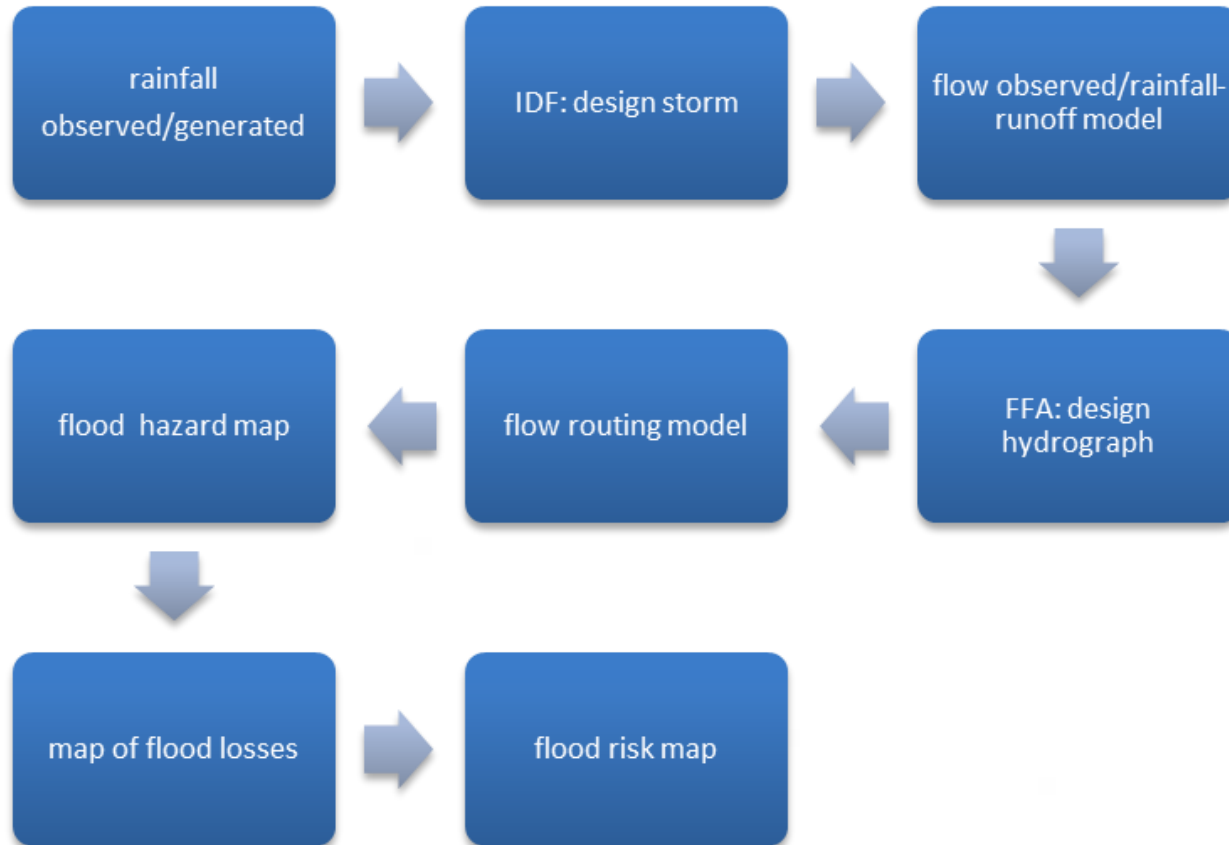 rainfall
observed/generated
IDF: design storm
flow observed/rainfall-
runoff model
flood hazard map
flow routing model
FFA: design
hydrograph
map of flood losses
flood risk map